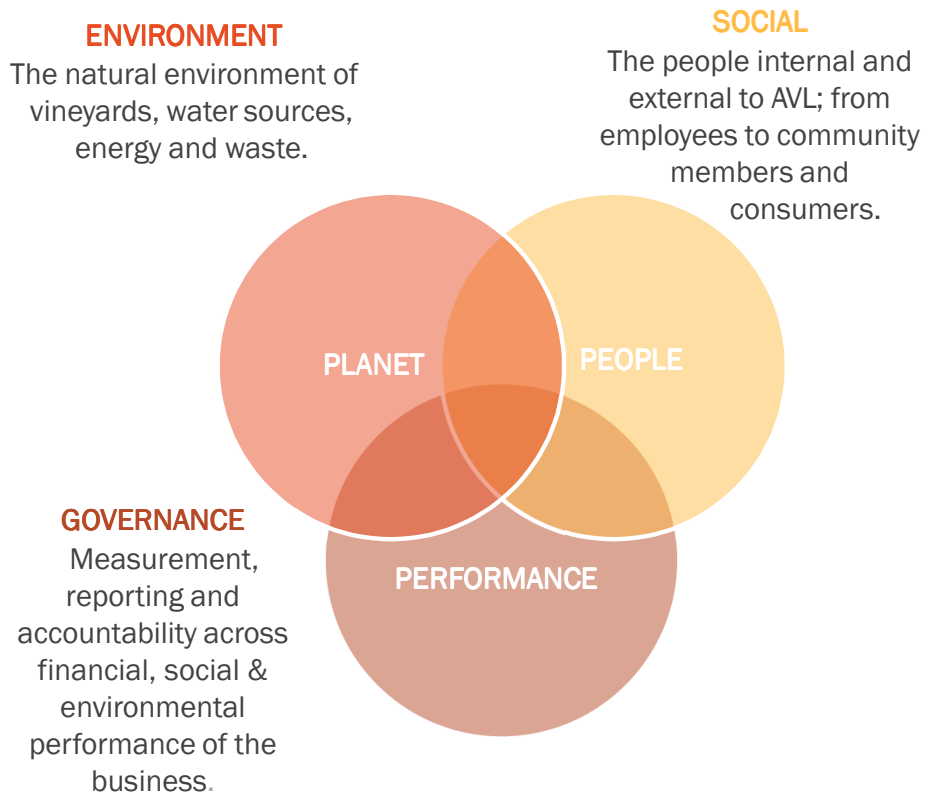 ENVIRONMENT
The natural environment of
vineyards, water sources,
energy and waste.
SOCIAL
The people internal and
external to AVL; from
employees to community
members and
consumers.
PLANET
PEOPLE
GOVERNANCE
Measurement,
reporting and
accountability across
financial, social &
environmental
performance of the
business.
PERFORMANCE